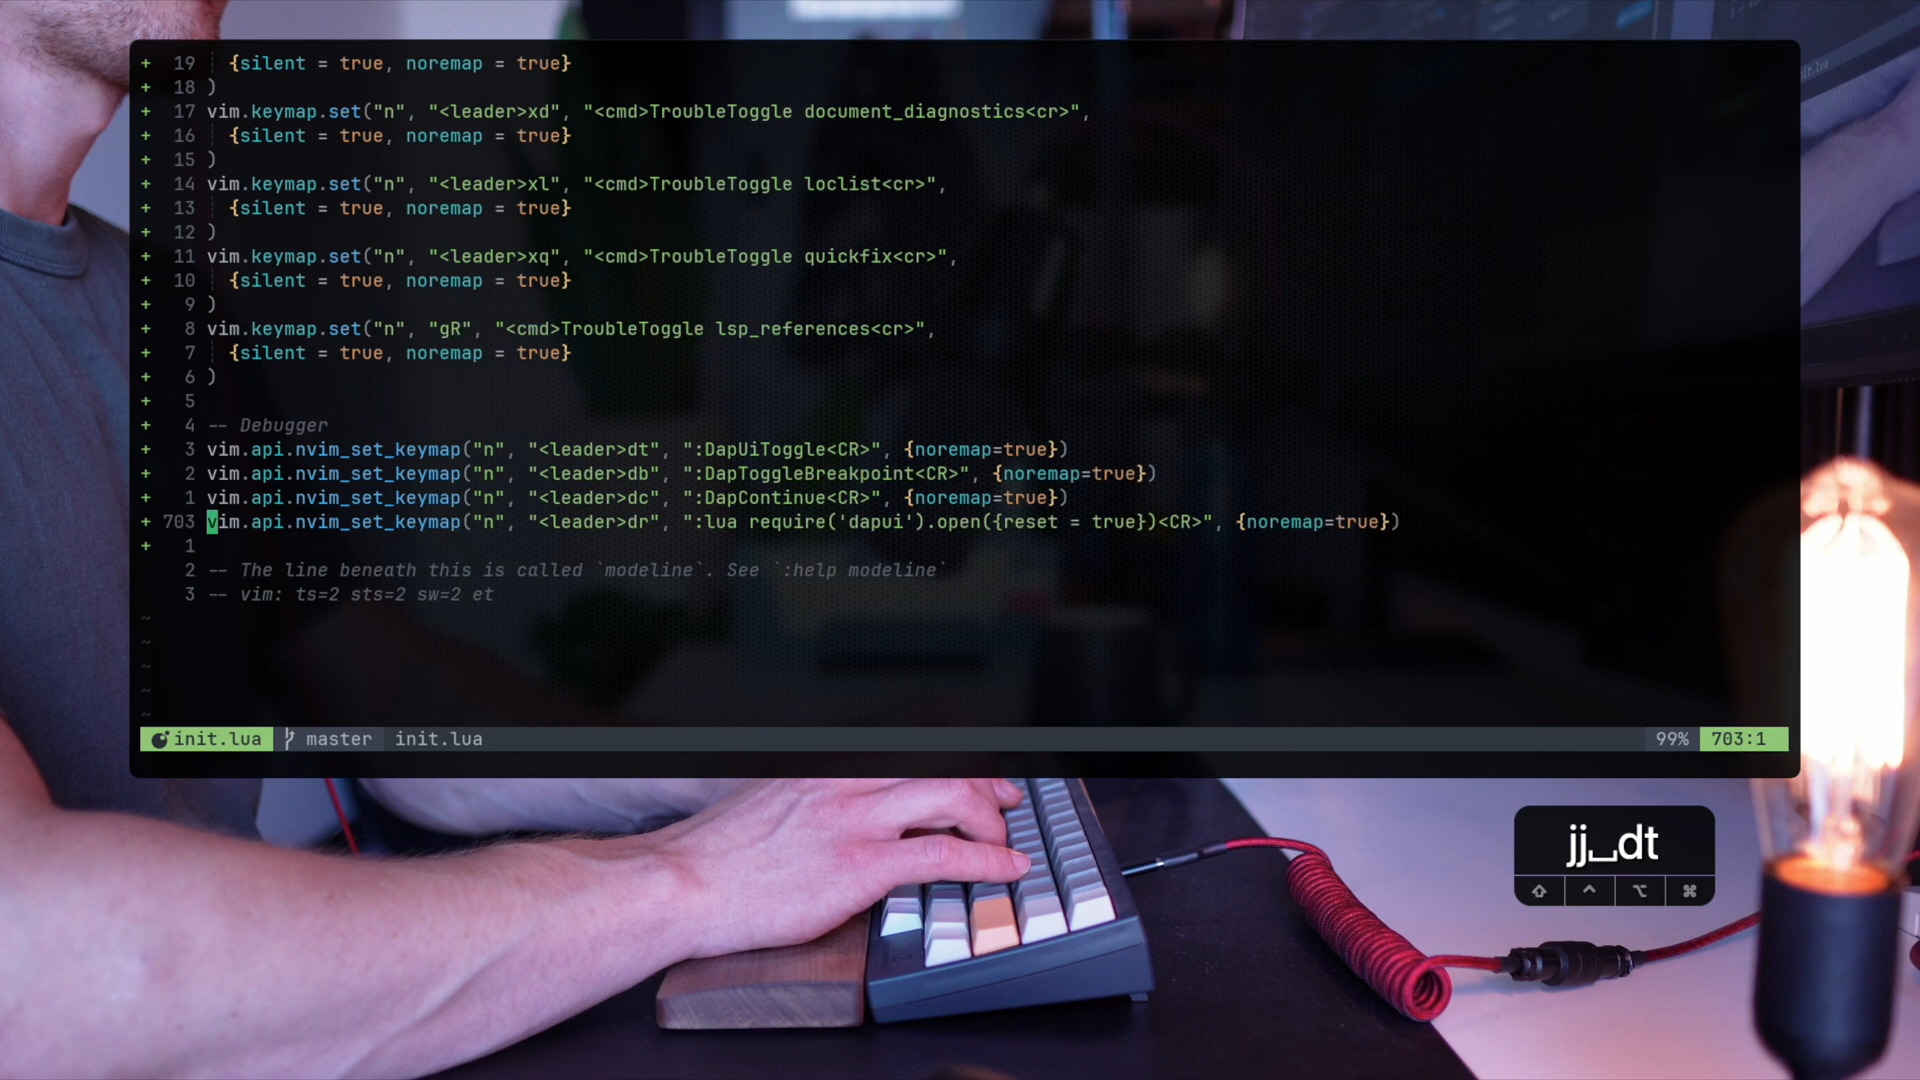 + 19 {silent = true, noremap = true}
+ 18 )
+ 17 vim.keymap.set("n", "<leader>xd", "<cmd>TroubleToggle document_diagnostics<cr>",
+ 16 {silent = true, noremap = true}
+ 15 )
+ 14 vim.keymap.set("n", "<leader>xl", "<cmd>TroubleToggle loclist<cr>",
+ 13 {silent = true, noremap = true}
+ 12 )
+ 11 vim.keymap.set("n", "<leader>xq", "<cmd>TroubleToggle quickfix<cr>",
+ 10 {silent = true, noremap = true}
+ 9 )
+ 8 vim.keymap.set("n", "gR", "<cmd>TroubleToggle lsp_references<cr>",
+ 7 {silent = true, noremap = true}
+ 6 )
+ 5
+ 4 -- Debugger
+ 3 vim.api.nvim_set_keymap("n", "<leader>dt", ":DapUiToggle<CR>", {noremap=true})
+ 2 vim.api.nvim_set_keymap("n", "<leader>db", ":DapToggleBreakpoint<CR>", {noremap=true})
+ 1 vim.api.nvim_set_keymap("n", "<leader>dc", ":DapContinue<CR>", {noremap=true})
+ 703 vim.api.nvim_set_keymap("n", "<leader>dr", ":lua require('dapui').open({reset = true})<CR>", {noremap=true})
+ 1
2 -- The line beneath this is called `modeline`. See `:help modeline`
3 -- vim: ts=2 sts=2 sw=2 et
~
~
~
~
~
init.lua master init.lua 99% 703:1
jj␣dt
⇧ ⌃ ⌥ ⌘